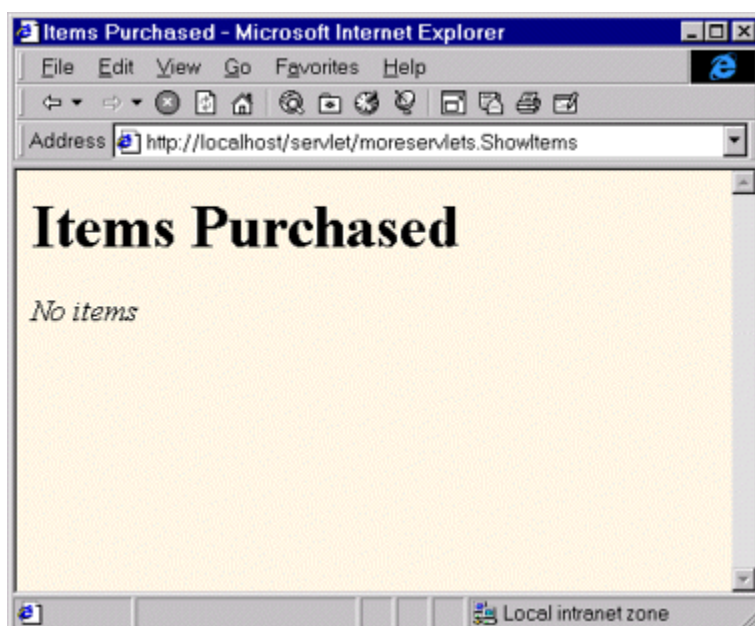 Items Purchased - Microsoft Internet Explorer
File Edit View Go Favorites Help
Address http://localhost/servlet/moreservlets.ShowItems
Items Purchased
No items
Local intranet zone